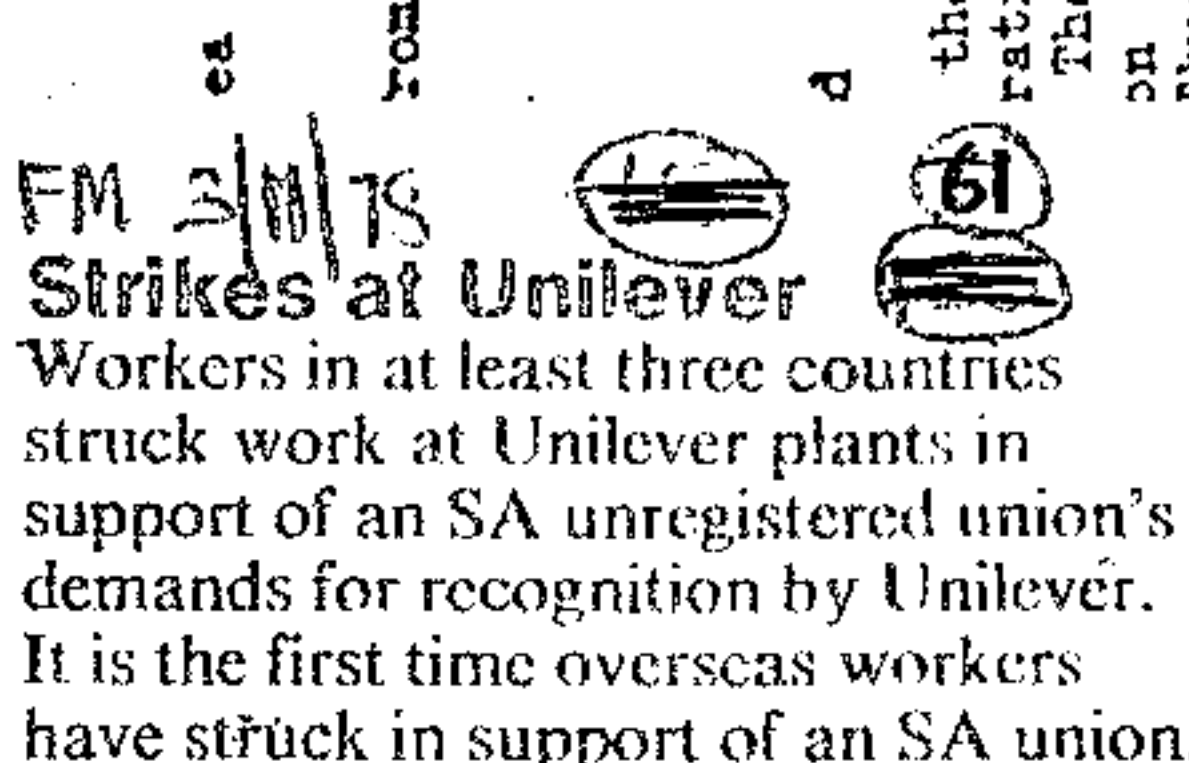 FM 3/11/78
61
Strikes at Unilever
Workers in at least three countries
struck work at Unilever plants in
support of an SA unregistered union's
demands for recognition by Unilever.
It is the first time overseas workers
have struck in support of an SA union